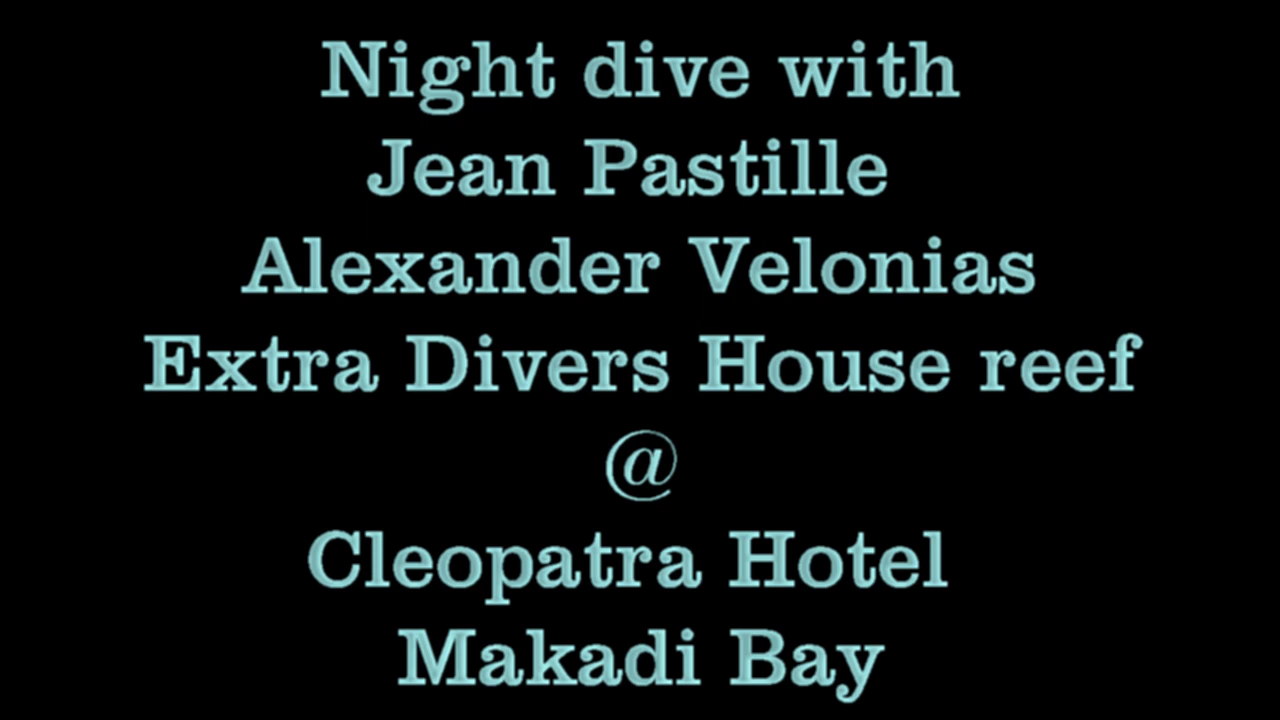 Night dive with
Jean Pastille
Alexander Velonias
Extra Divers House reef
@
Cleopatra Hotel
Makadi Bay